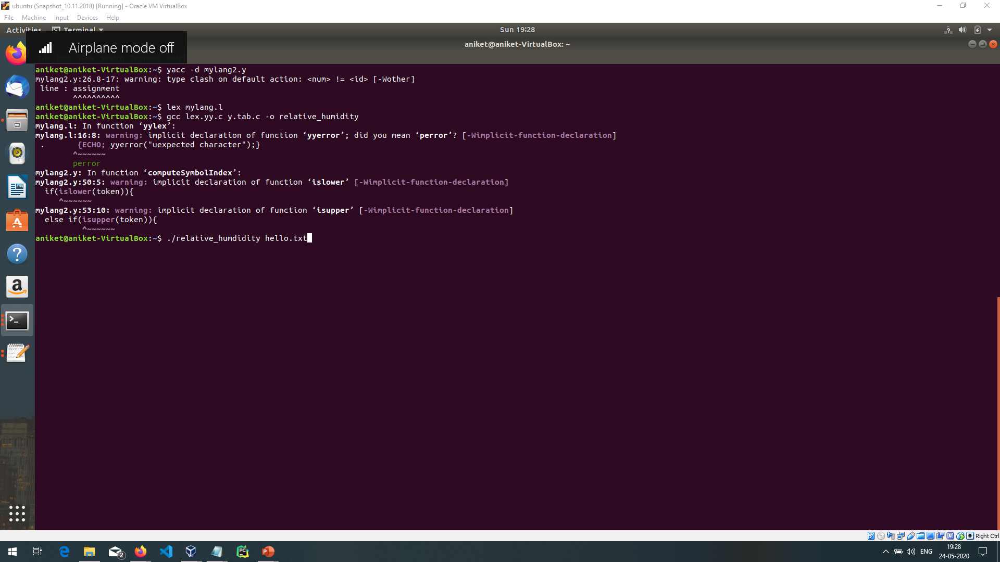 ubuntu (Snapshot_10.11.2018) [Running] - Oracle VM VirtualBox
File Machine Input Devices Help
Activities Terminal Sun 19:28
Airplane mode off
aniket@aniket-VirtualBox: ~
aniket@aniket-VirtualBox:~$ yacc -d mylang2.y
mylang2.y:26.8-17: warning: type clash on default action: <num> != <id> [-Wother]
line : assignment
^^^^^^^^^^
aniket@aniket-VirtualBox:~$ lex mylang.l
aniket@aniket-VirtualBox:~$ gcc lex.yy.c y.tab.c -o relative_humidity
mylang.l: In function ‘yylex’:
mylang.l:16:8: warning: implicit declaration of function ‘yyerror’; did you mean ‘perror’? [-Wimplicit-function-declaration]
. {ECHO; yyerror("uexpected character");}
^~~~~~~
perror
mylang2.y: In function ‘computeSymbolIndex’:
mylang2.y:50:5: warning: implicit declaration of function ‘islower’ [-Wimplicit-function-declaration]
if(islower(token)){
^~~~~~~
mylang2.y:53:10: warning: implicit declaration of function ‘isupper’ [-Wimplicit-function-declaration]
else if(isupper(token)){
^~~~~~~
aniket@aniket-VirtualBox:~$ ./relative_humdidity hello.txt
Right Ctrl
2
ENG
19:28
24-05-2020